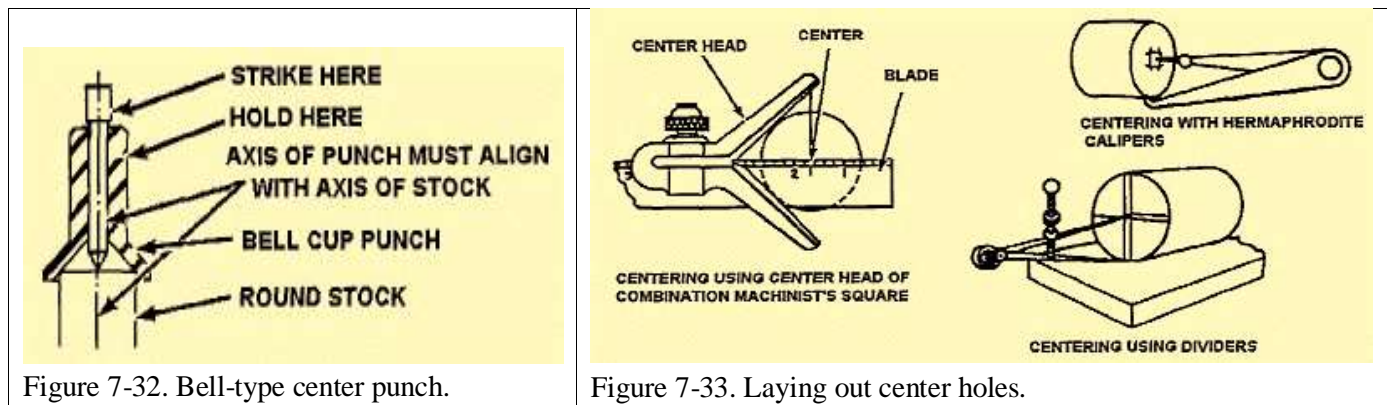 STRIKE HERE
HOLD HERE
AXIS OF PUNCH MUST ALIGN
WITH AXIS OF STOCK
BELL CUP PUNCH
ROUND STOCK
Figure 7-32. Bell-type center punch.
CENTER HEAD
CENTER
BLADE
2
1
CENTERING USING CENTER HEAD OF
COMBINATION MACHINIST'S SQUARE
CENTERING WITH HERMAPHRODITE
CALIPERS
CENTERING USING DIVIDERS
Figure 7-33. Laying out center holes.